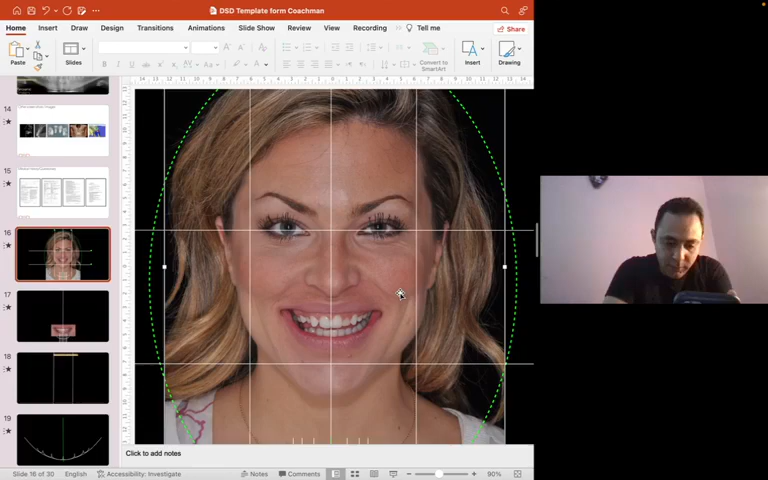 DSD Template form Coachman
Home Insert Draw Design Transitions Animations Slide Show Review View Recording Tell me Share
Paste Slides Convert to SmartArt Insert Drawing
14
15
16
17
18
19
Click to add notes
Slide 16 of 30 English Accessibility: Investigate Notes Comments 90%